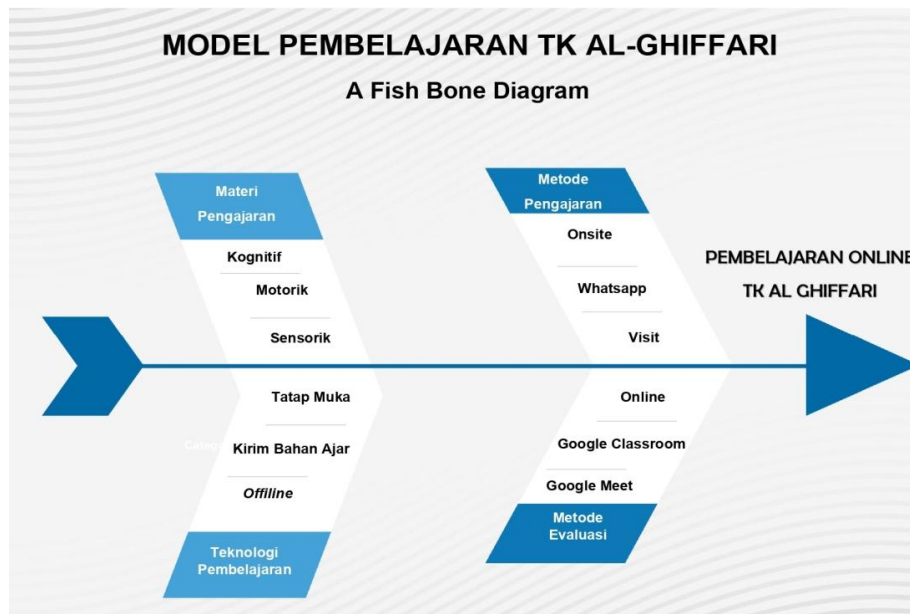 MODEL PEMBELAJARAN TK AL-GHIFFARI
A Fish Bone Diagram
Materi
Pengajaran
Kognitif
Motorik
Sensorik
Metode
Pengajaran
Onsite
Whatsapp
Visit
PEMBELAJARAN ONLINE
TK AL GHIFFARI
Tatap Muka
Kirim Bahan Ajar
Offiline
Teknologi
Pembelajaran
Online
Google Classroom
Google Meet
Metode
Evaluasi